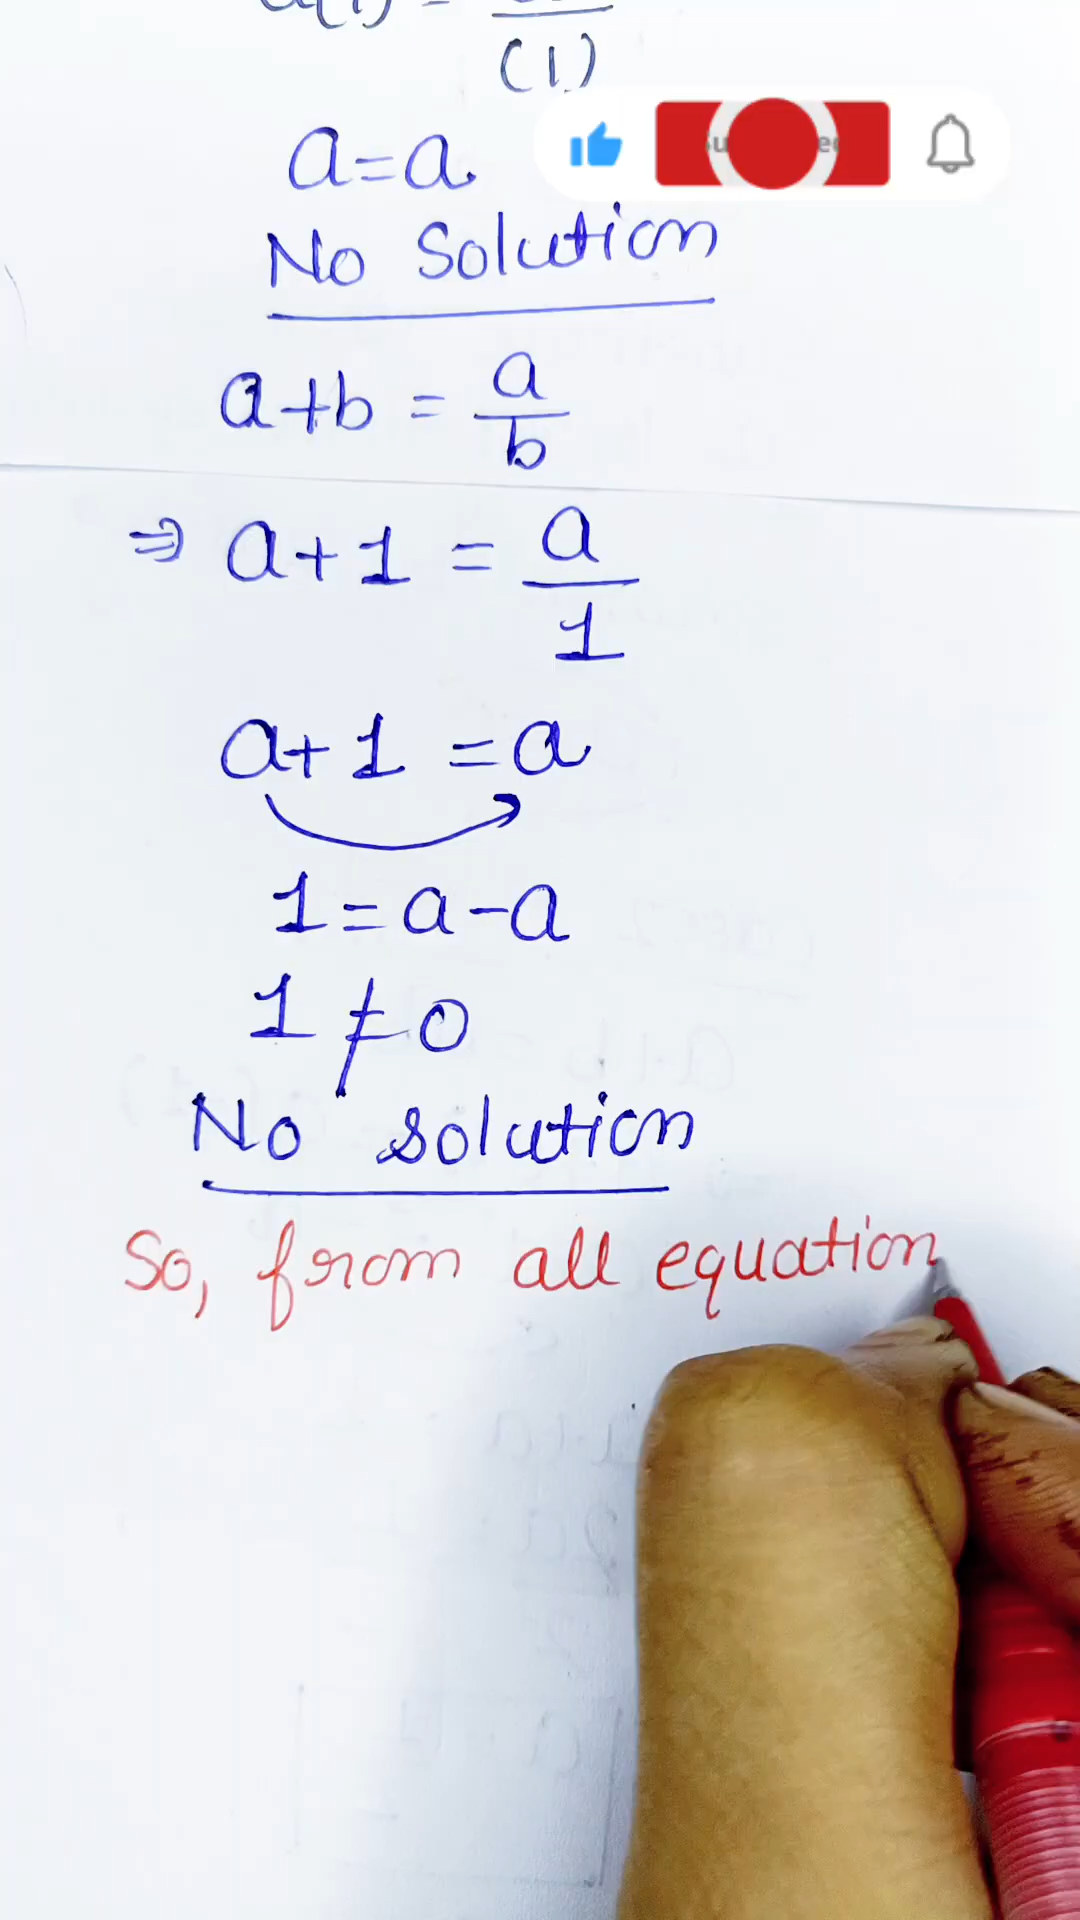 (1)
a=a
No Solution
a+b = a/b
⇒ a+1 = a/1
a+1 = a
1=a-a
1≠0
No solution
So, from all equation